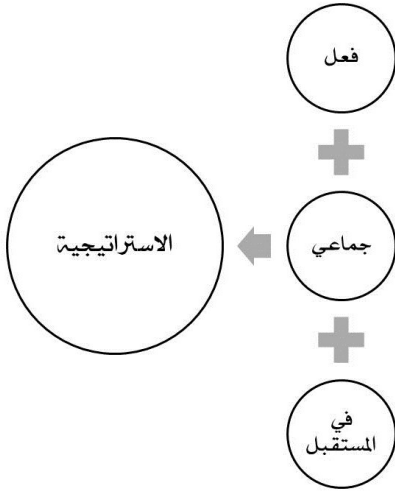 فعل
جماعي
الاستراتيجية
في
المستقبل